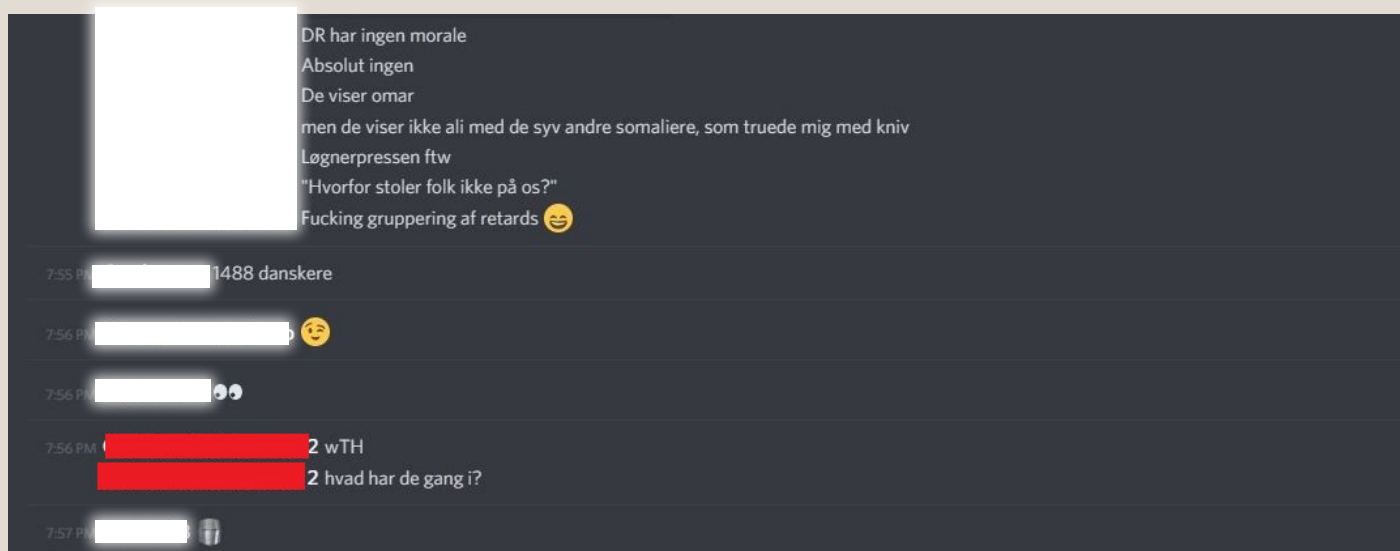 DR har ingen morale
Absolut ingen
De viser omar
men de viser ikke ali med de syv andre somaliere, som truede mig med kniv
Løgnerpressen ftw
"Hvorfor stoler folk ikke på os?"
Fucking gruppering af retards 😄
7:55 PM 1488 danskere
7:56 PM 😉
7:56 PM 👀
7:56 PM 2 wTH
2 hvad har de gang i?
7:57 PM